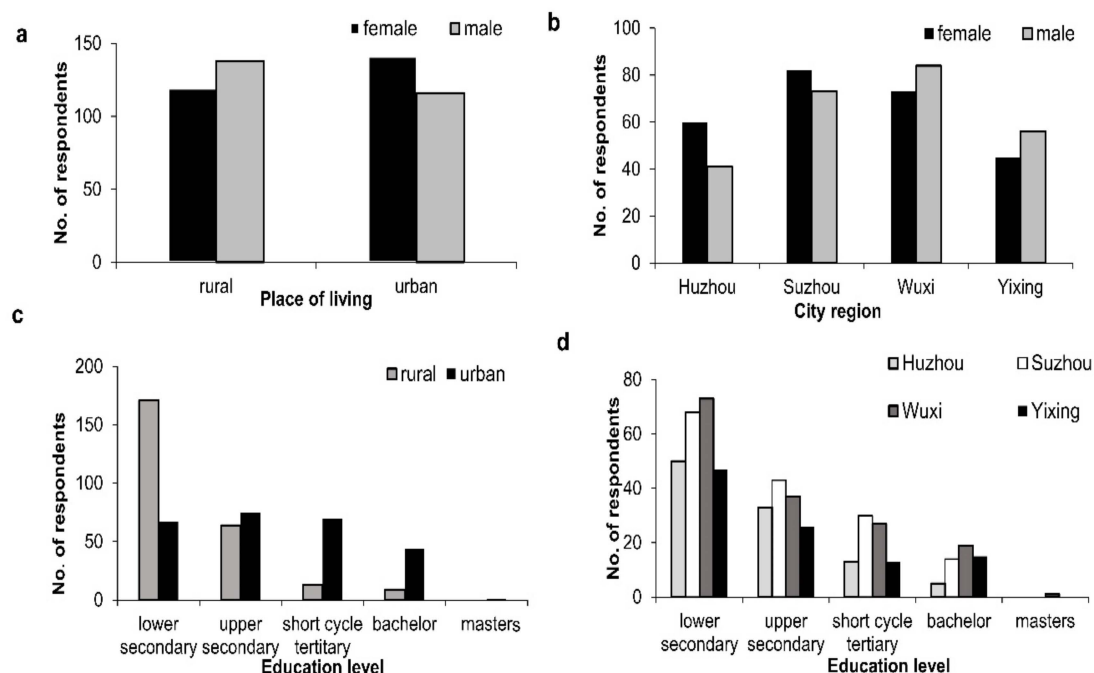 a
female male
No. of respondents
150
100
50
0
rural urban
Place of living
b
female male
No. of respondents
100
80
60
40
20
0
Huzhou Suzhou Wuxi Yixing
City region
c
rural urban
No. of respondents
200
150
100
50
0
lower upper short cycle bachelor masters
secondary secondary tertitary
Education level
d
Huzhou Suzhou
Wuxi Yixing
No. of respondents
80
60
40
20
0
lower upper short cycle bachelor masters
secondary secondary tertiary
Education level